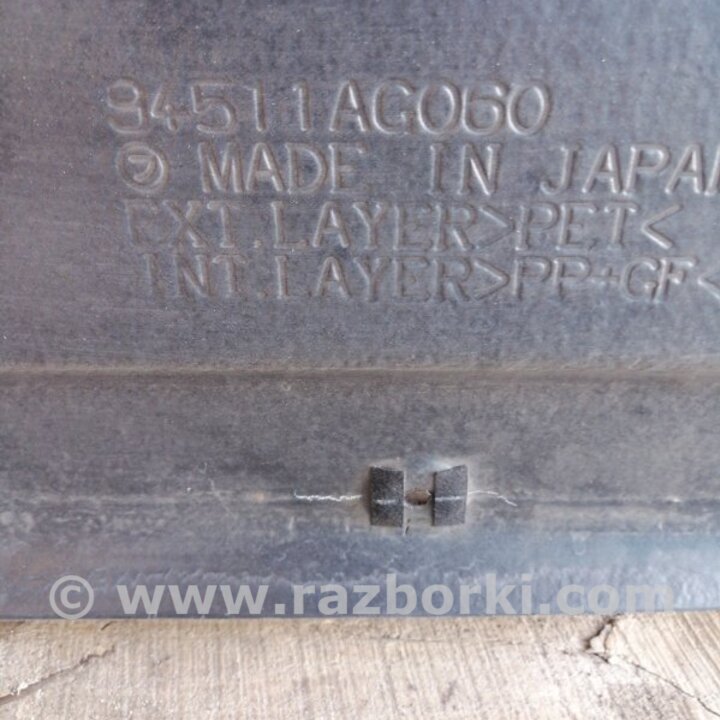 94511AG060
MADE IN JAPAN
EXT.LAYER>PET<
INT.LAYER>PP+GF<
© www.razborki.com